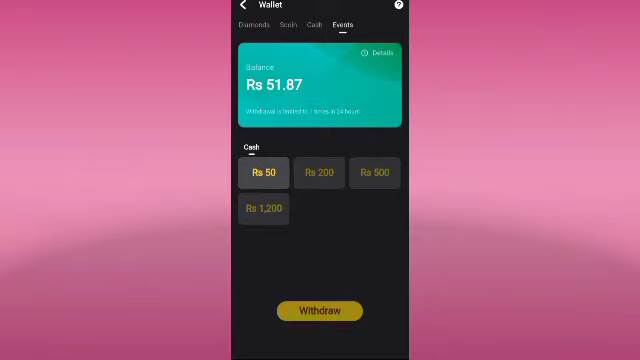 Wallet
Diamonds Scoin Cash Events
Details
Balance
Rs 51.87
Withdrawal is limited to 1 times in 24 hours
Cash
Rs 50 Rs 200 Rs 500
Rs 1,200
Withdraw